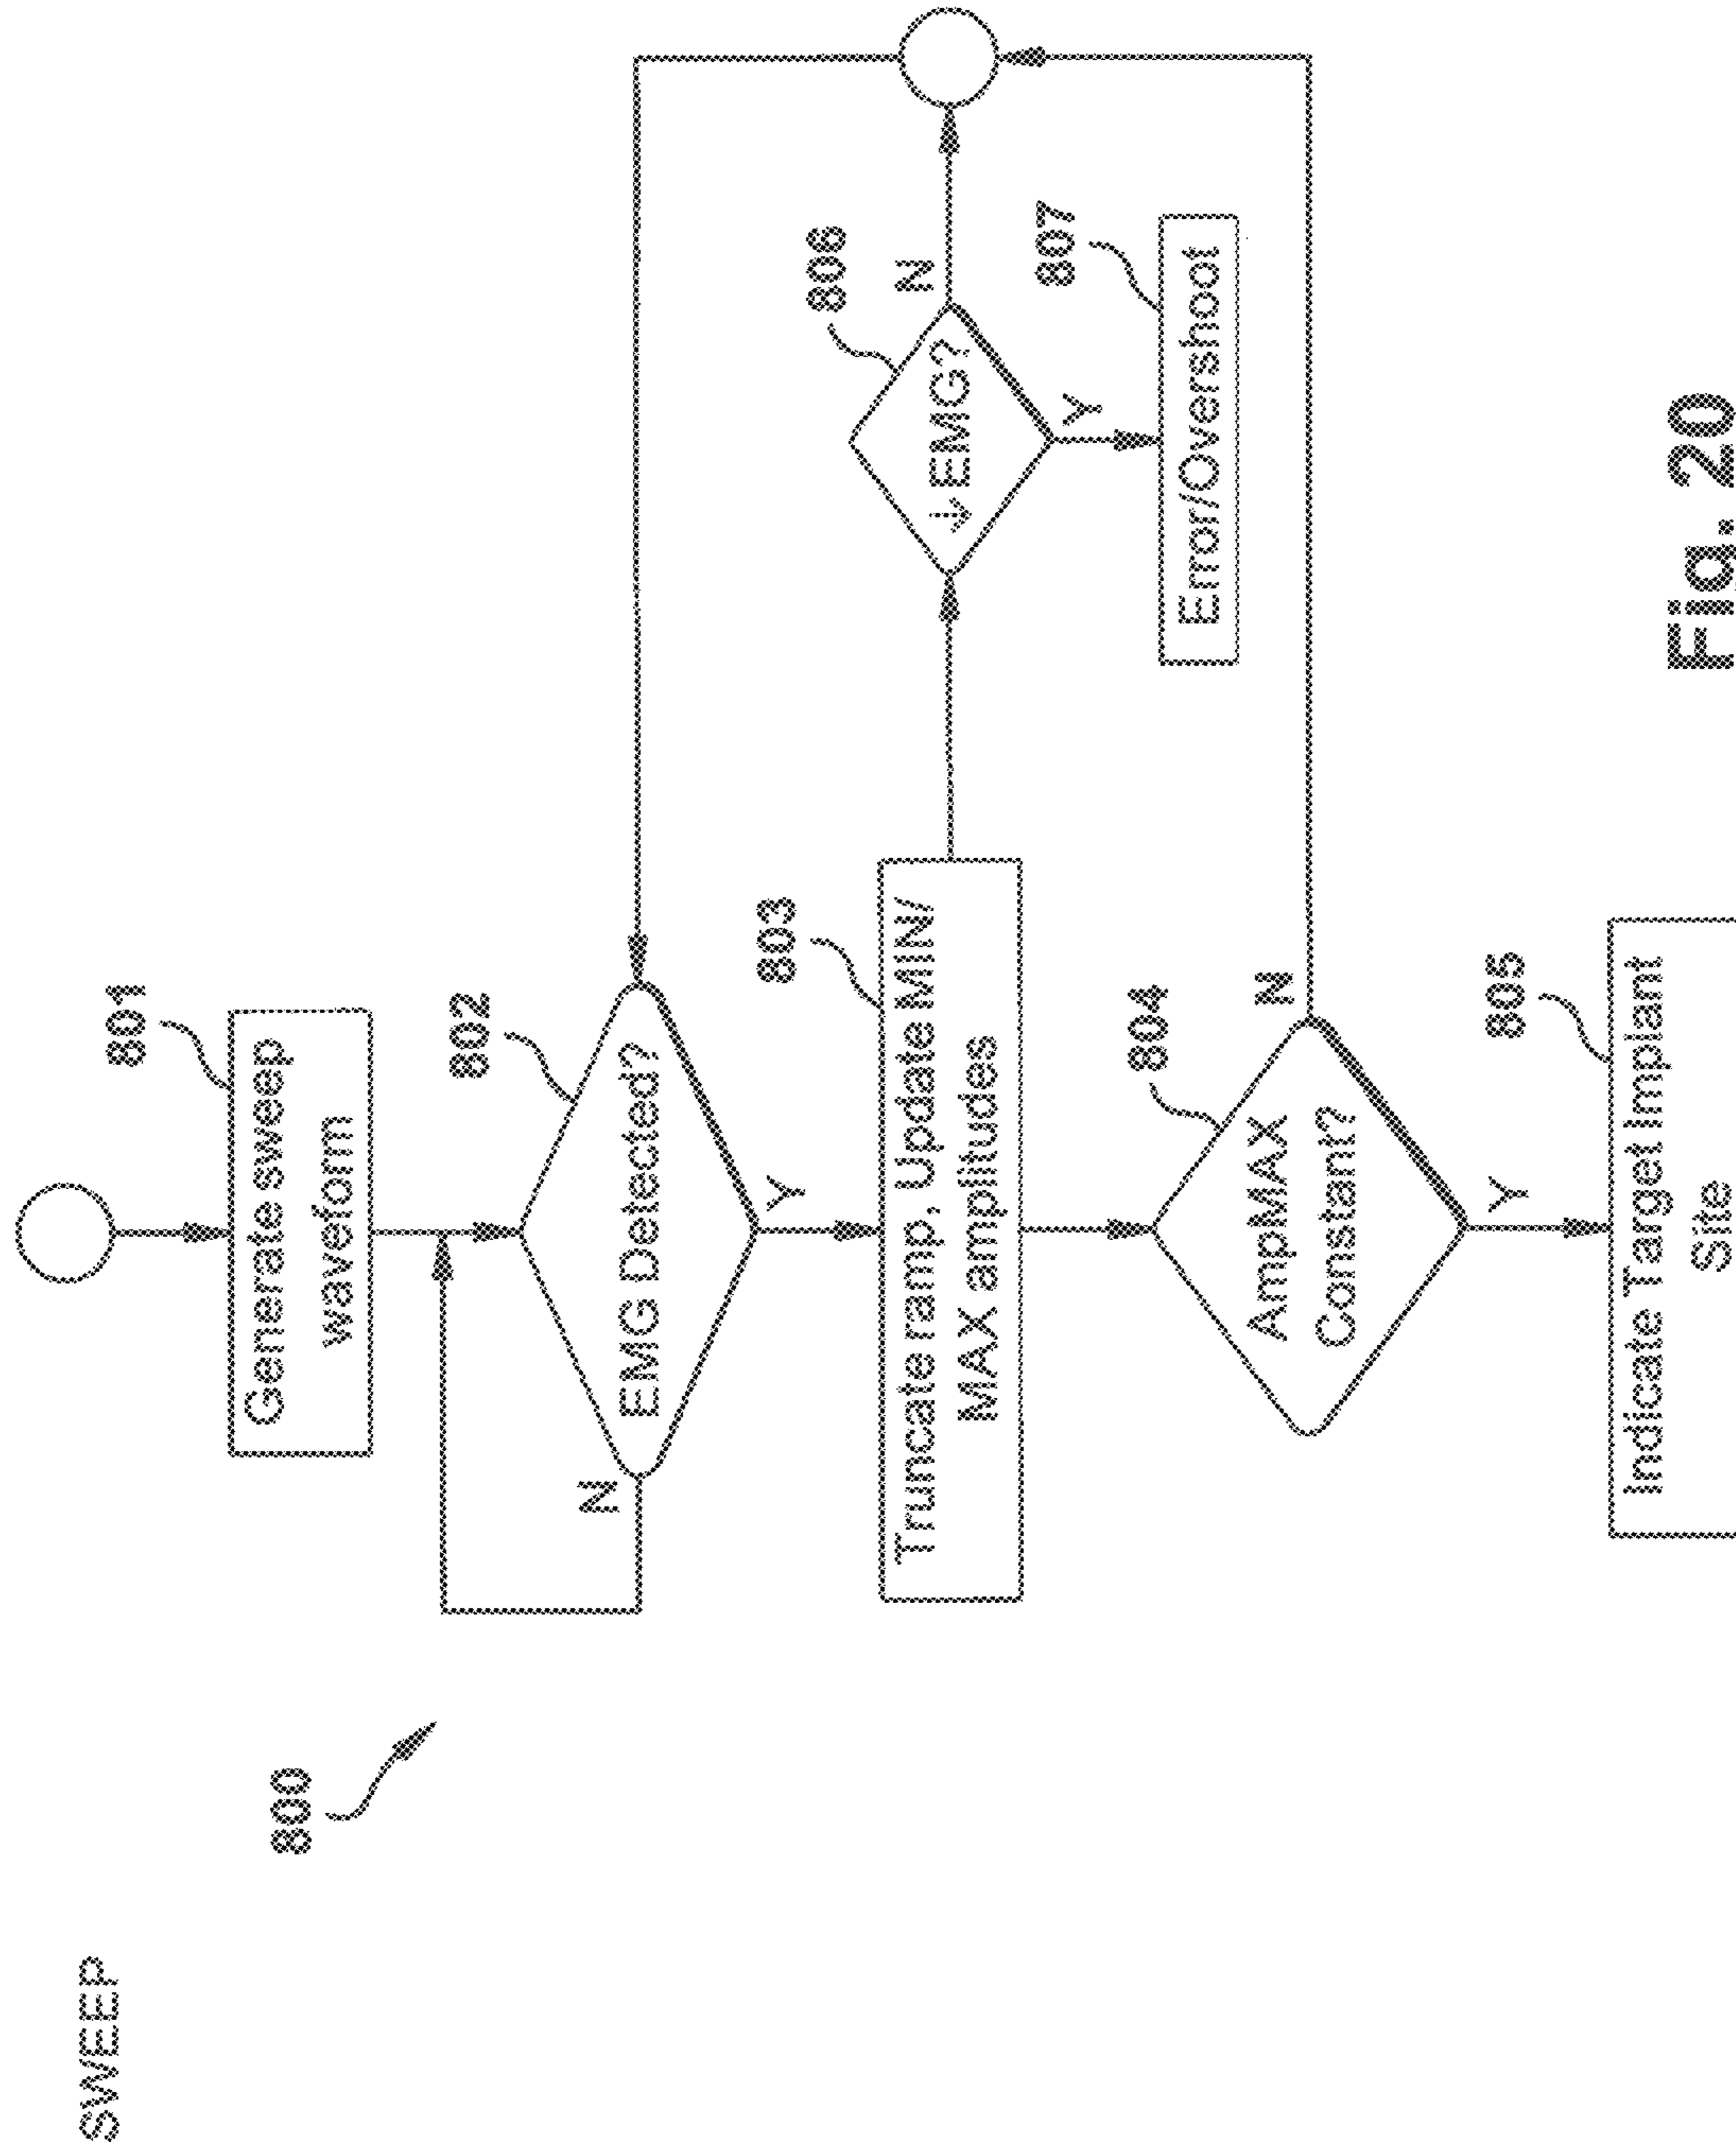 SWEEP
800
801
Generate sweep
waveform
802
EMG Detected?
N
Y
803
Truncate ramp, Update MIN/
MAX amplitudes
804
AmpMAX
Constant?
N
Y
805
Indicate Target Implant
Site
806
↓EMG?
N
Y
807
Error/Overshoot
Fig. 20